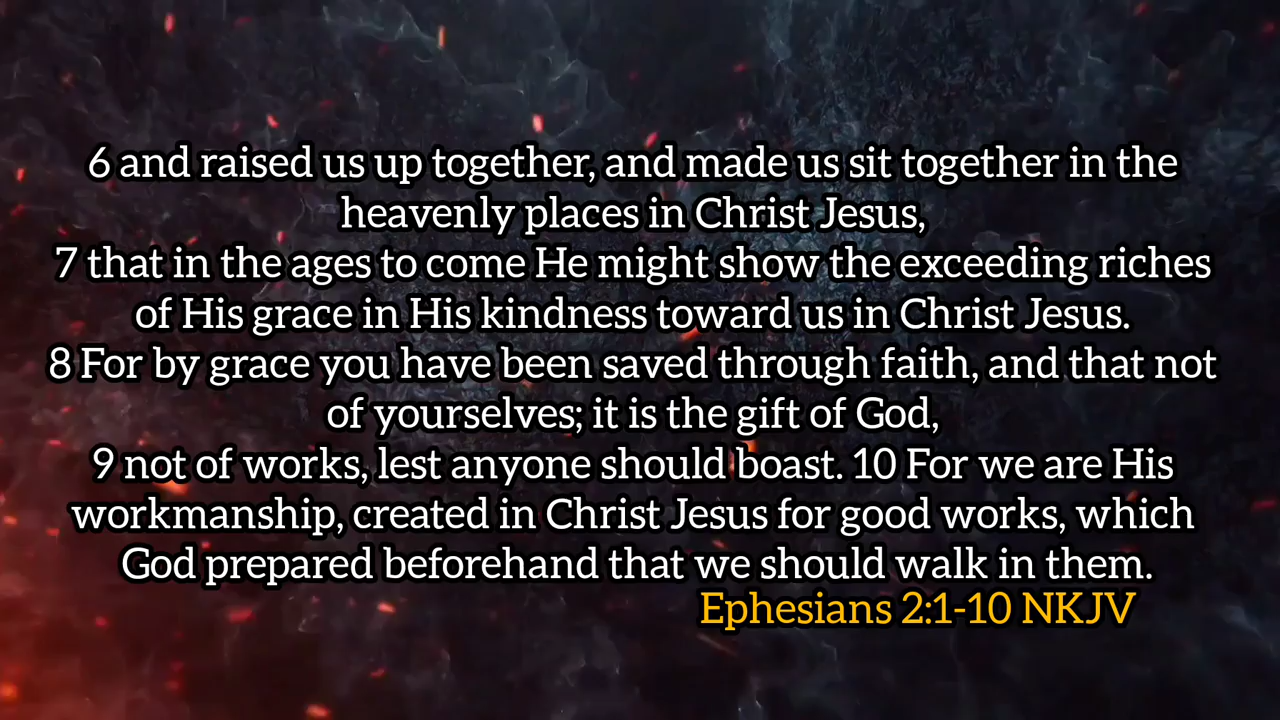 6 and raised us up together, and made us sit together in the
heavenly places in Christ Jesus,
7 that in the ages to come He might show the exceeding riches
of His grace in His kindness toward us in Christ Jesus.
8 For by grace you have been saved through faith, and that not
of yourselves; it is the gift of God,
9 not of works, lest anyone should boast. 10 For we are His
workmanship, created in Christ Jesus for good works, which
God prepared beforehand that we should walk in them.
Ephesians 2:1-10 NKJV